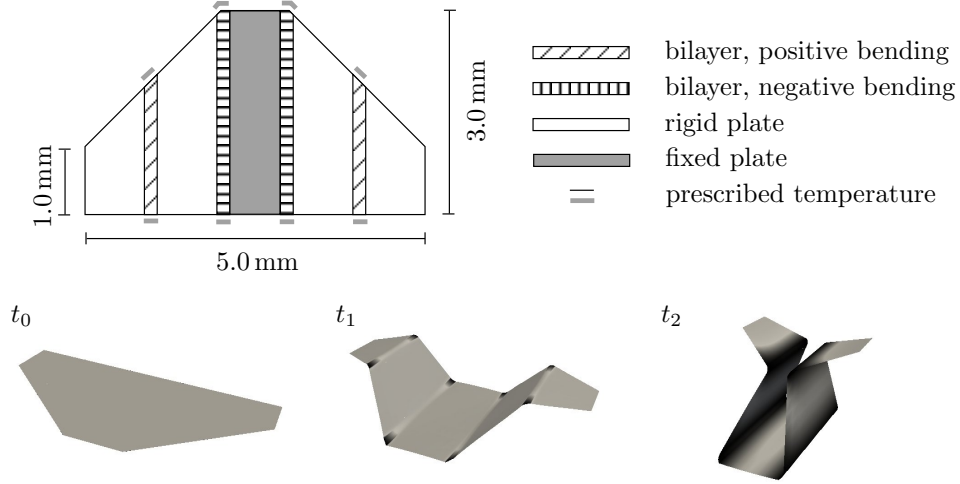 bilayer, positive bending
bilayer, negative bending
rigid plate
fixed plate
prescribed temperature
3.0 mm
1.0 mm
5.0 mm
t₀
t₁
t₂